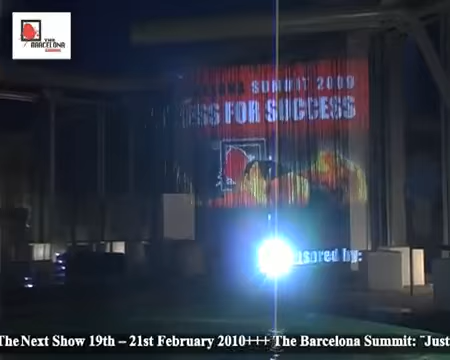 THE
BARCELONA
SUMMIT 2009
SS FOR SUCCESS
sored by:
The Next Show 19th – 21st February 2010+++ The Barcelona Summit: "Just